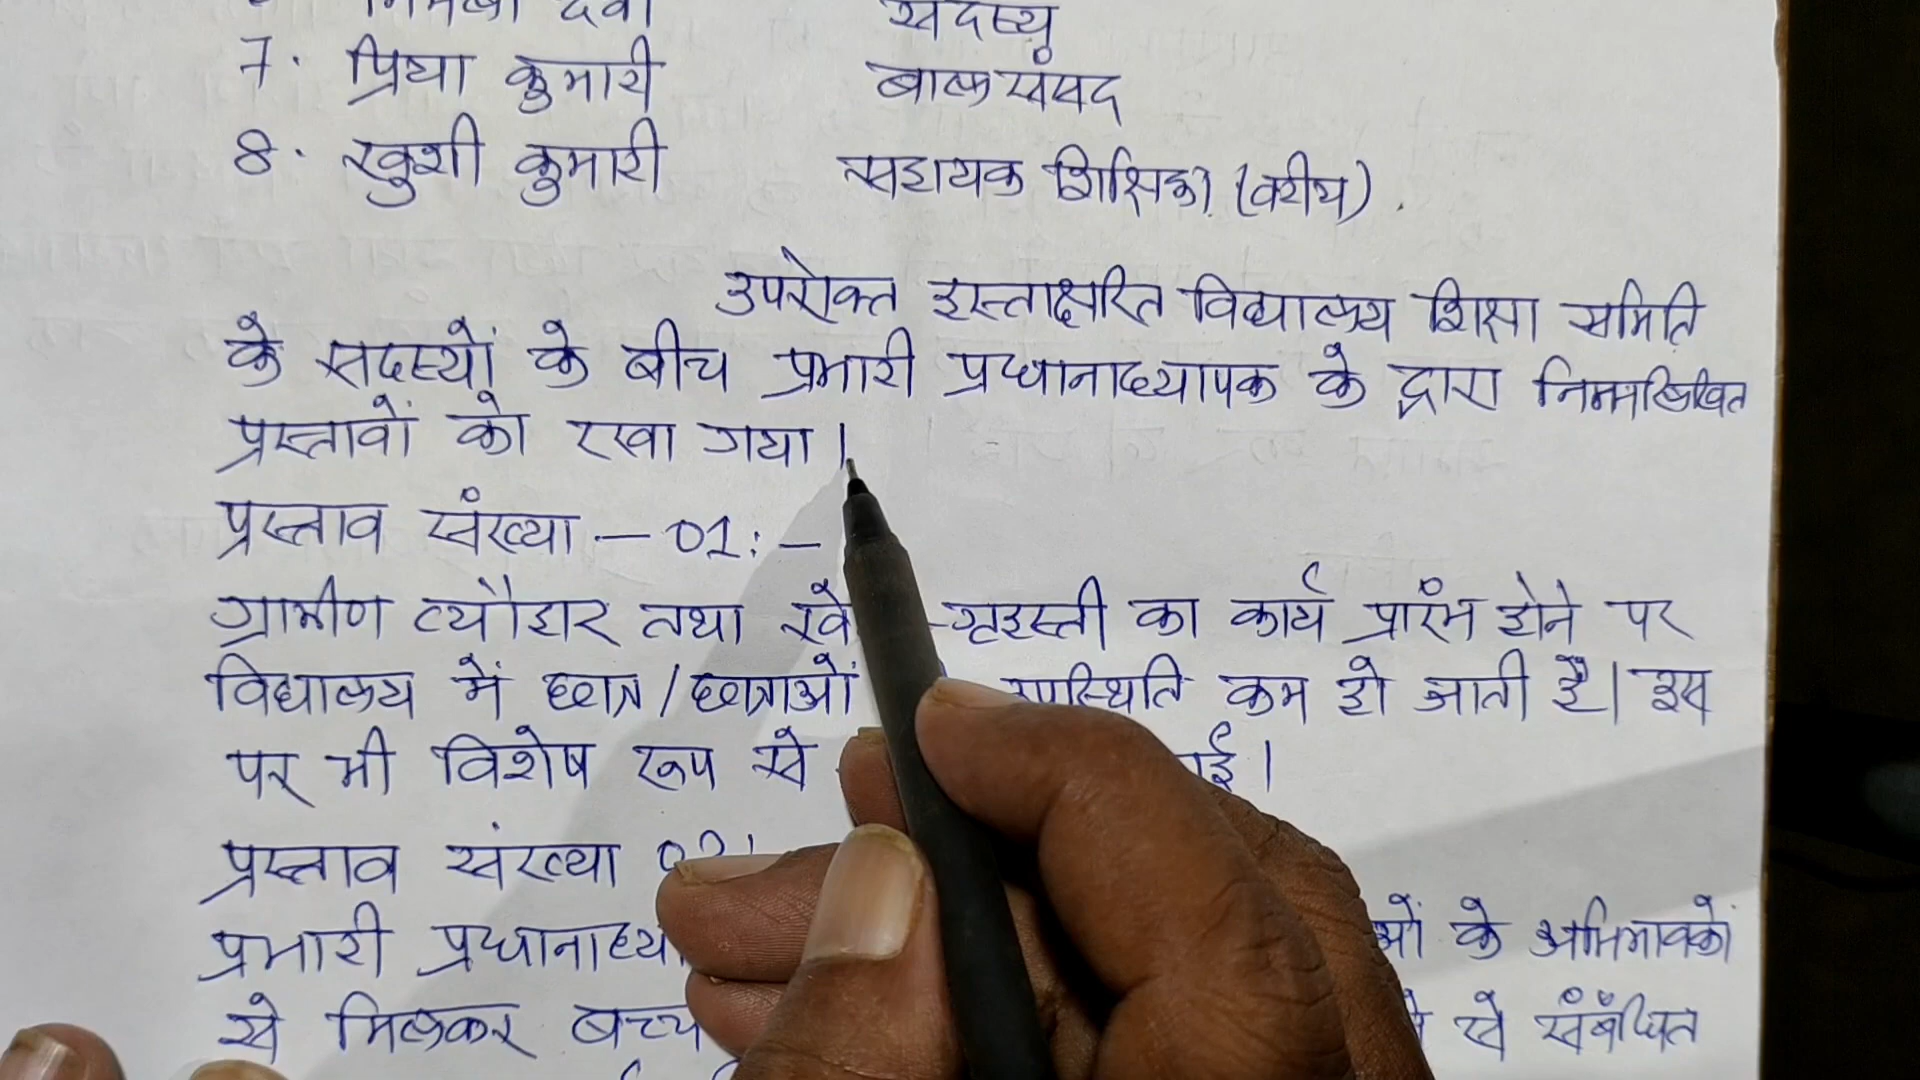 सदस्य
7. प्रिया कुमारी बाल संसद
8. खुशी कुमारी सहायक शिक्षिका (वरीय).
उपरोक्त हस्ताक्षरित विद्यालय शिक्षा समिति
के सदस्यों के बीच प्रभारी प्रधानाध्यापक के द्वारा निम्नलिखित
प्रस्तावों को रखा गया।
प्रस्ताव संख्या - 01: -
ग्रामीण त्यौहार तथा गृहस्ती का कार्य प्रारंभ होने पर
विद्यालय में छात्र/छात्राओं उपस्थिति कम हो जाती है। इस
पर भी विशेष रूप से
प्रस्ताव संख्या
प्रभारी के अभिभावकों
से मिलकर से संबंधित